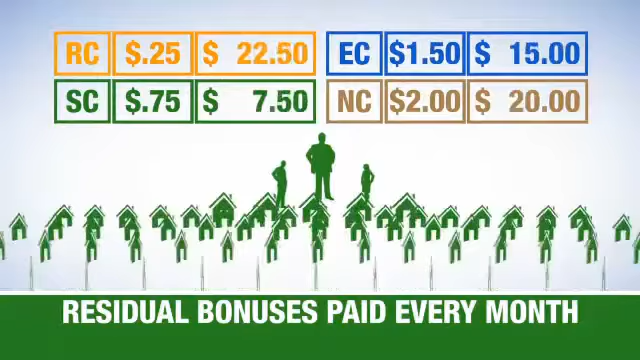 RC $.25 $ 22.50 EC $1.50 $ 15.00
SC $.75 $ 7.50 NC $2.00 $ 20.00
RESIDUAL BONUSES PAID EVERY MONTH